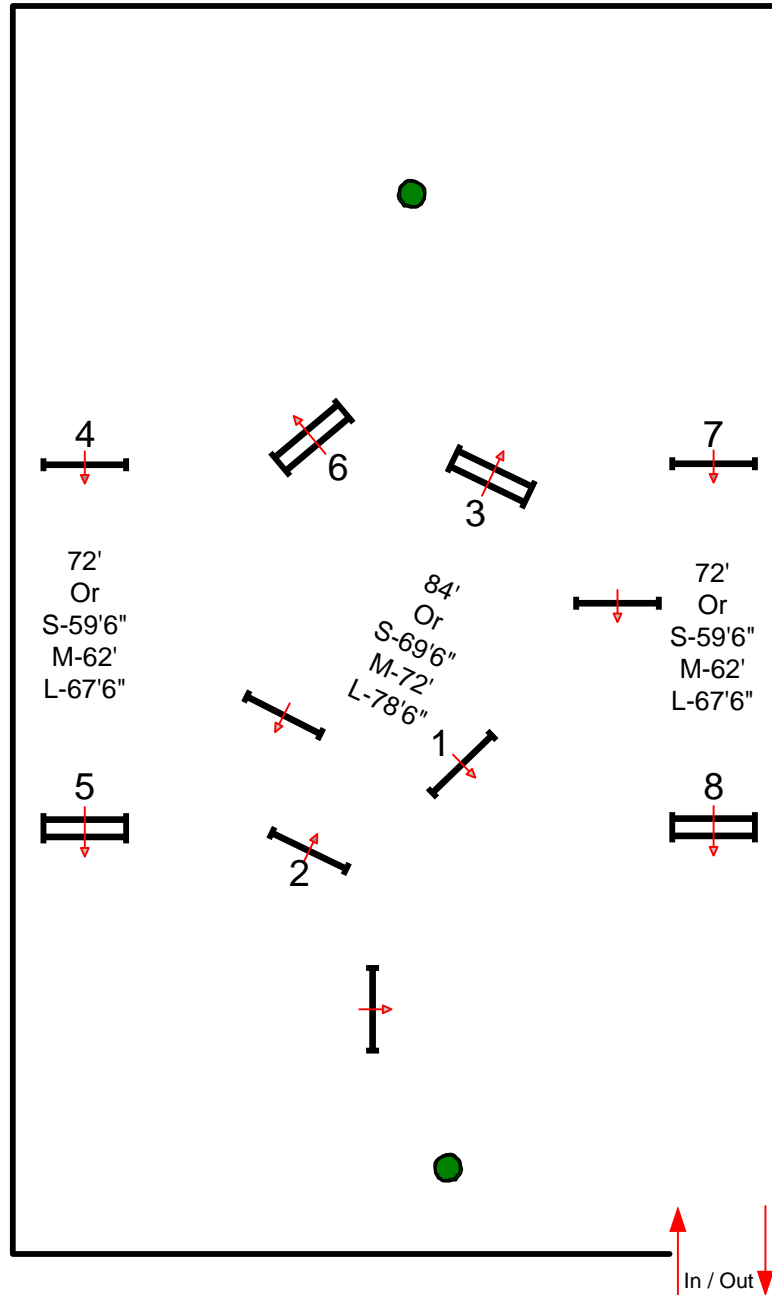 4
6
7
3
72'
Or
S-59'6"
M-62'
L-67'6"
84'
Or
S-69'6"
M-72'
L-78'6"
72'
Or
S-59'6"
M-62'
L-67'6"
1
5
8
2
In / Out